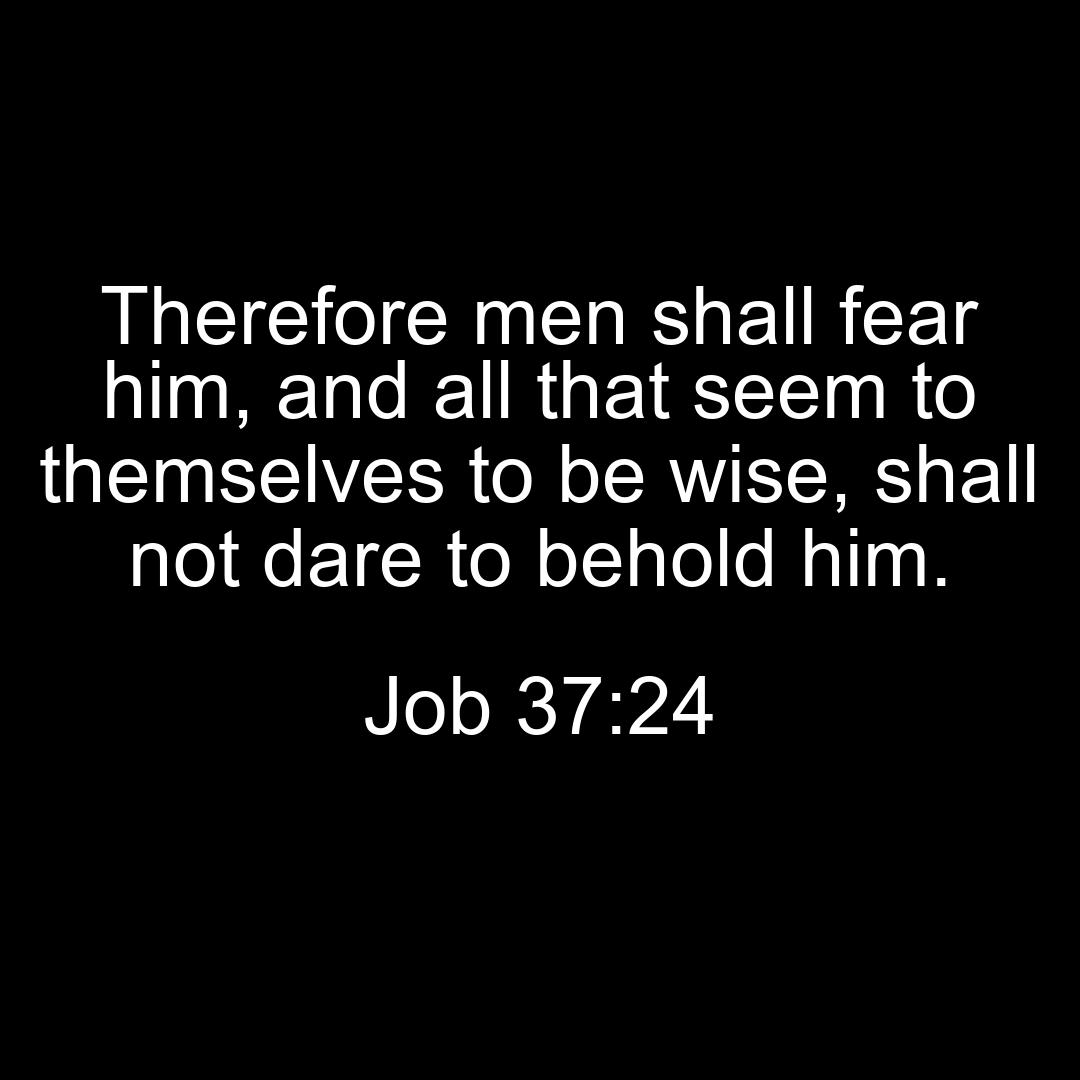 Therefore men shall fear
him, and all that seem to
themselves to be wise, shall
not dare to behold him.
Job 37:24